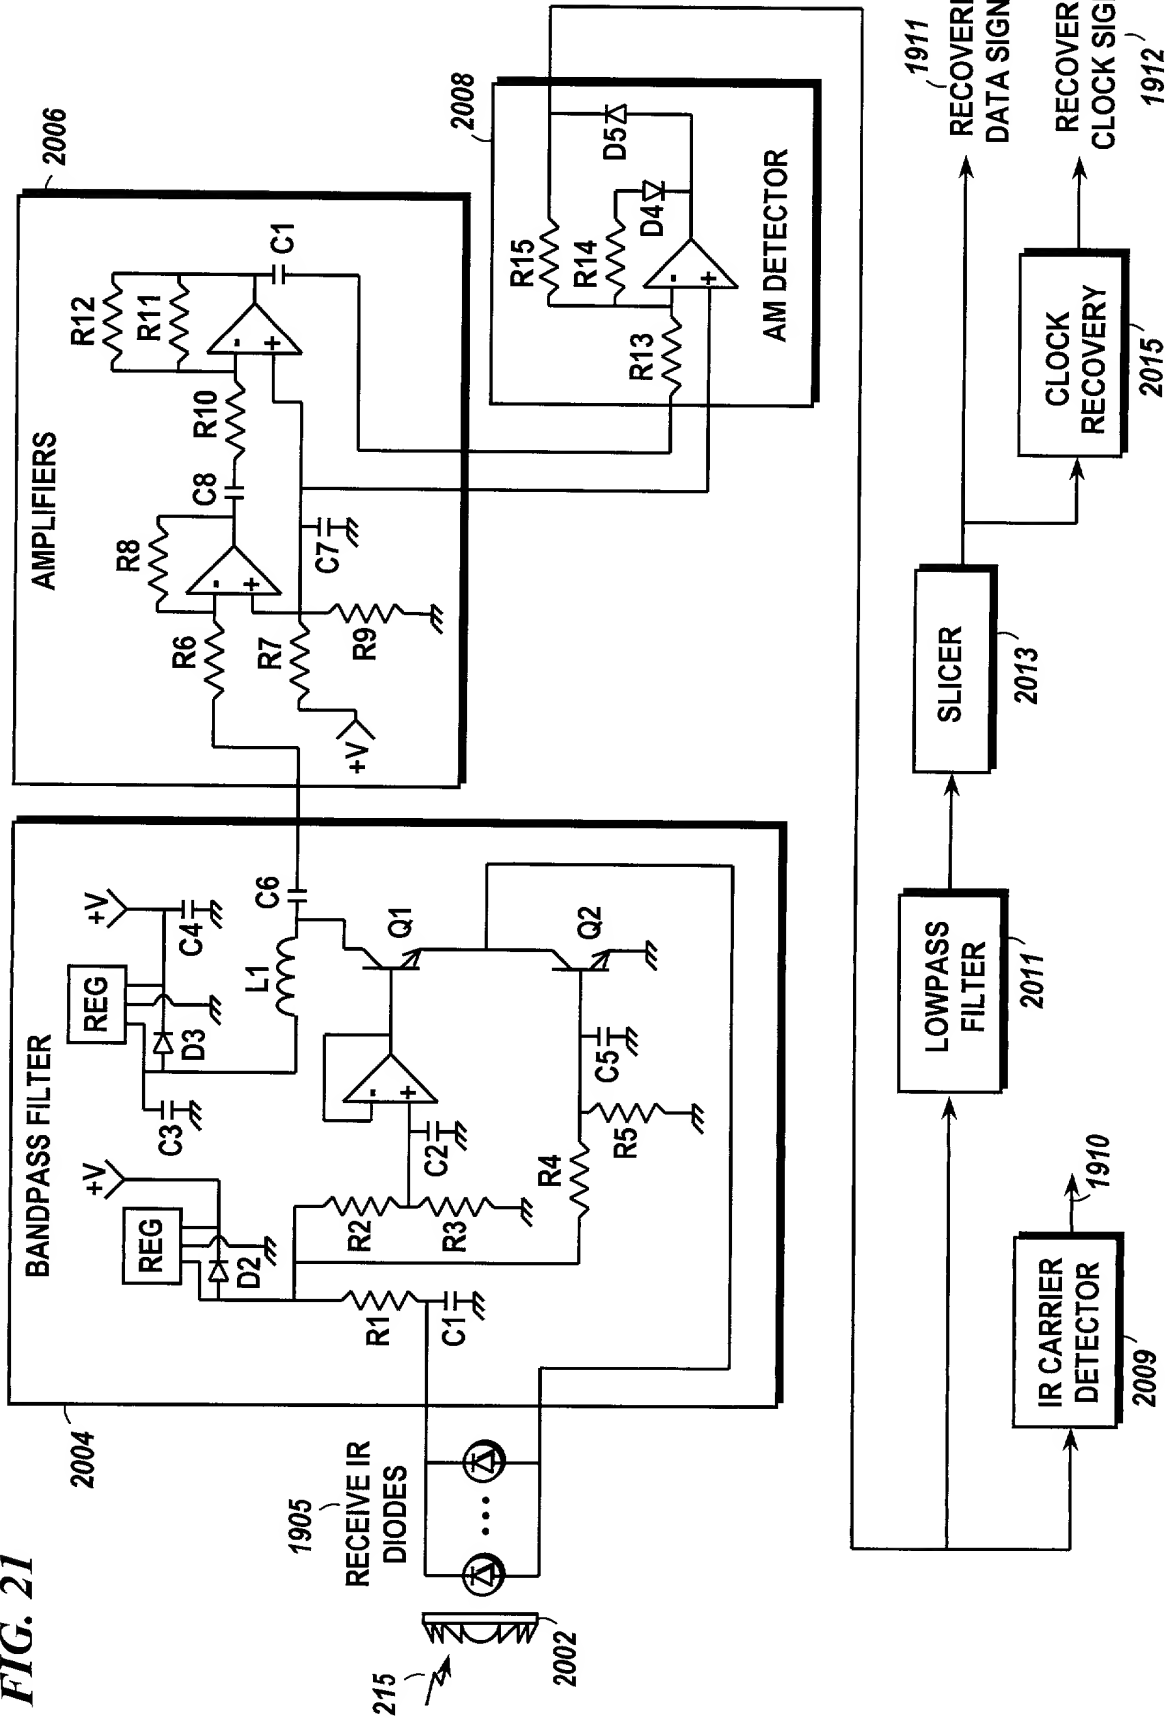 FIG. 21
215
2002
1905
RECEIVE IR
DIODES
2004
BANDPASS FILTER
REG
+V
D2
R1
C1
R2
R3
C2
R4
R5
C5
C3
REG
+V
D3
C4
L1
C6
Q1
Q2
-
+
2006
AMPLIFIERS
R6
R7
+V
R8
R9
C7
C8
R10
R11
R12
C1
-
+
-
+
2008
AM DETECTOR
R13
R14
R15
D4
D5
-
+
IR CARRIER
DETECTOR
2009
1910
LOWPASS
FILTER
2011
SLICER
2013
CLOCK
RECOVERY
2015
1911
DATA SIGN
1912